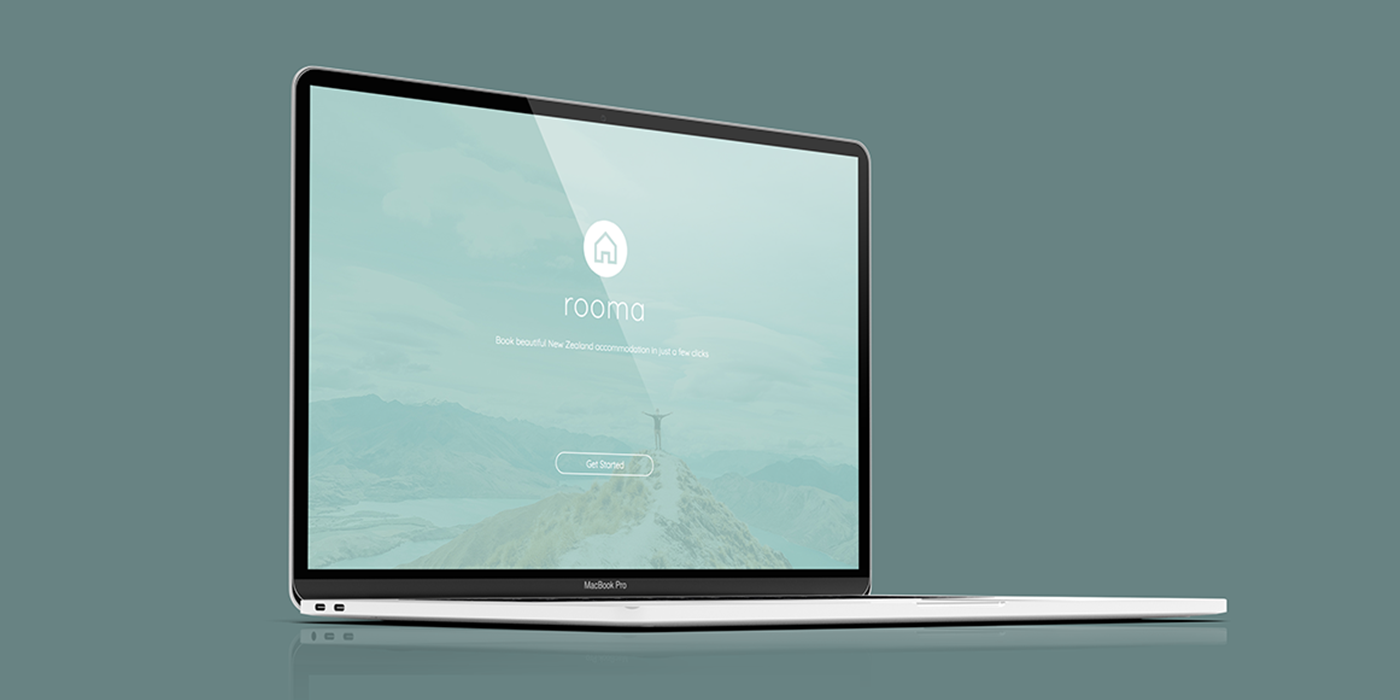 rooma
Book beautiful New Zealand accommodation in just a few clicks
Get Started
MacBook Pro